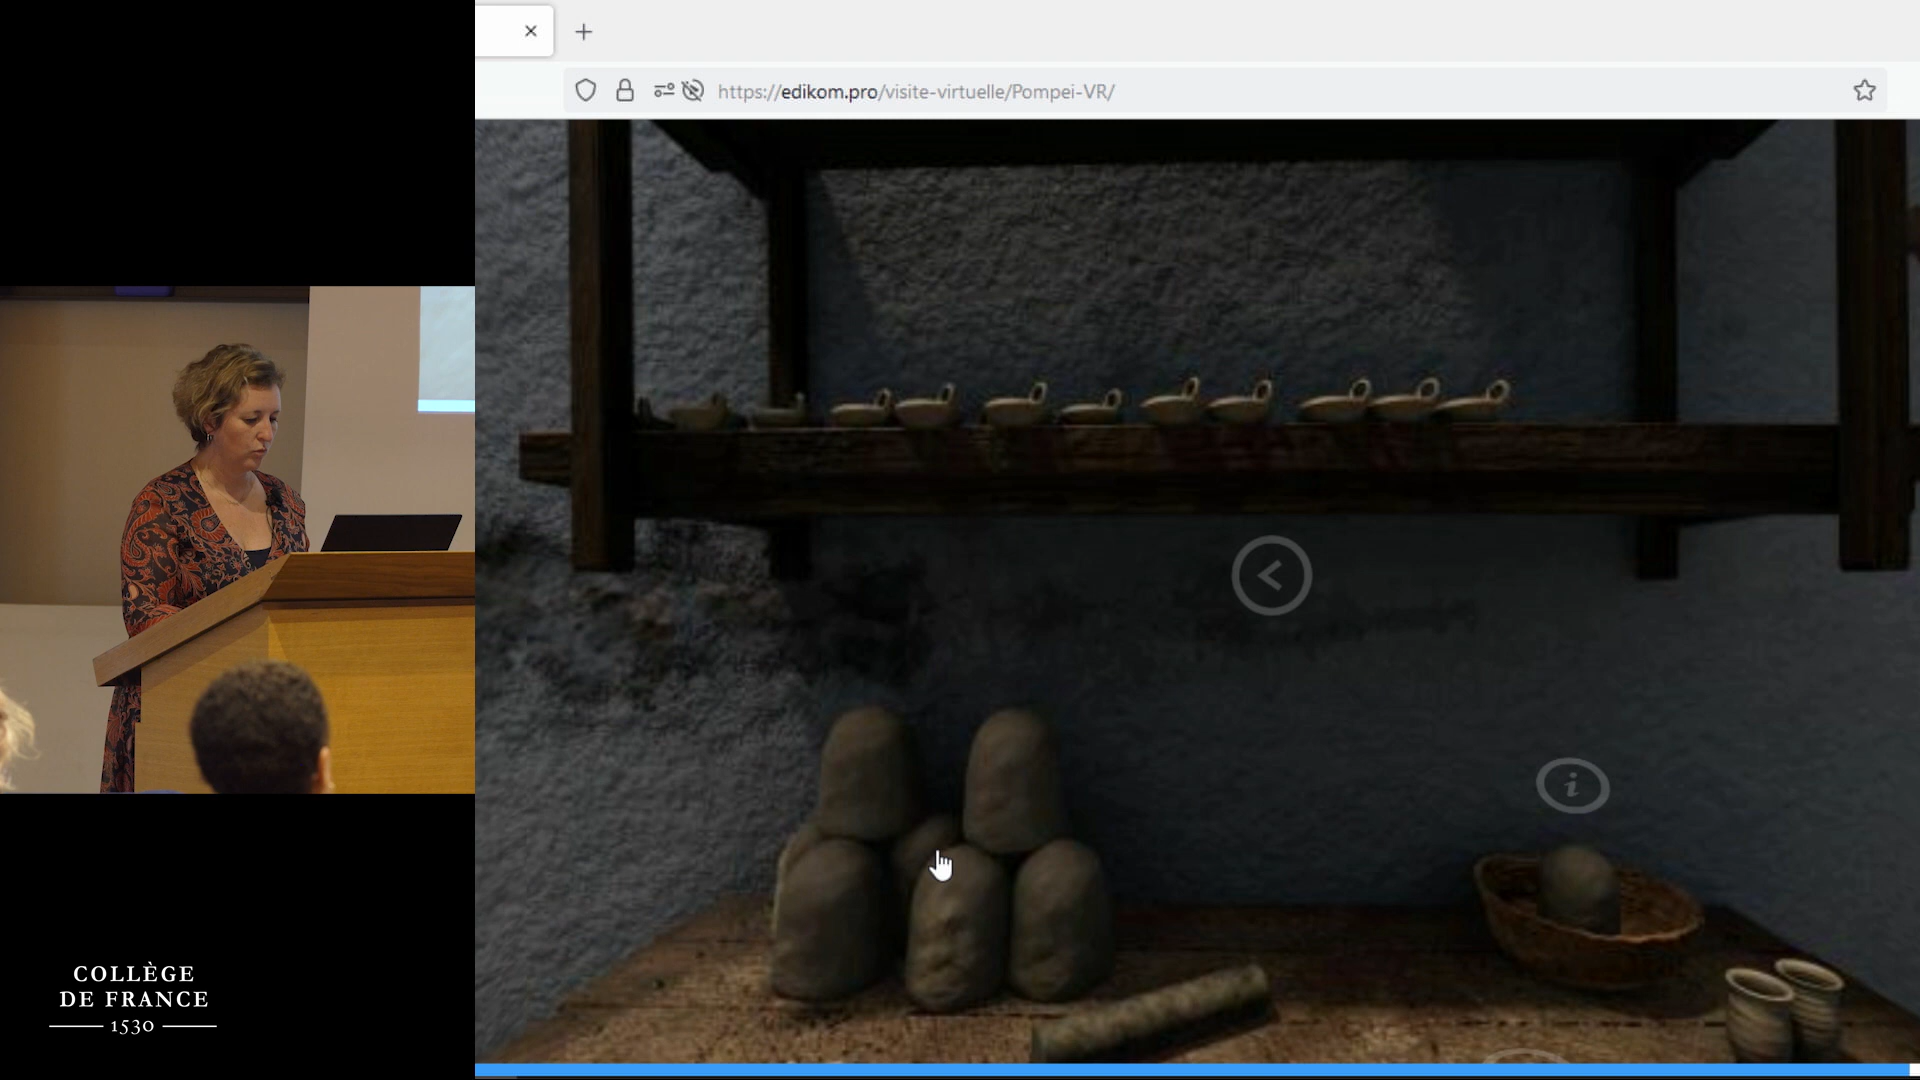 https://edikom.pro/visite-virtuelle/Pompei-VR/
i
COLLÈGE
DE FRANCE
1530